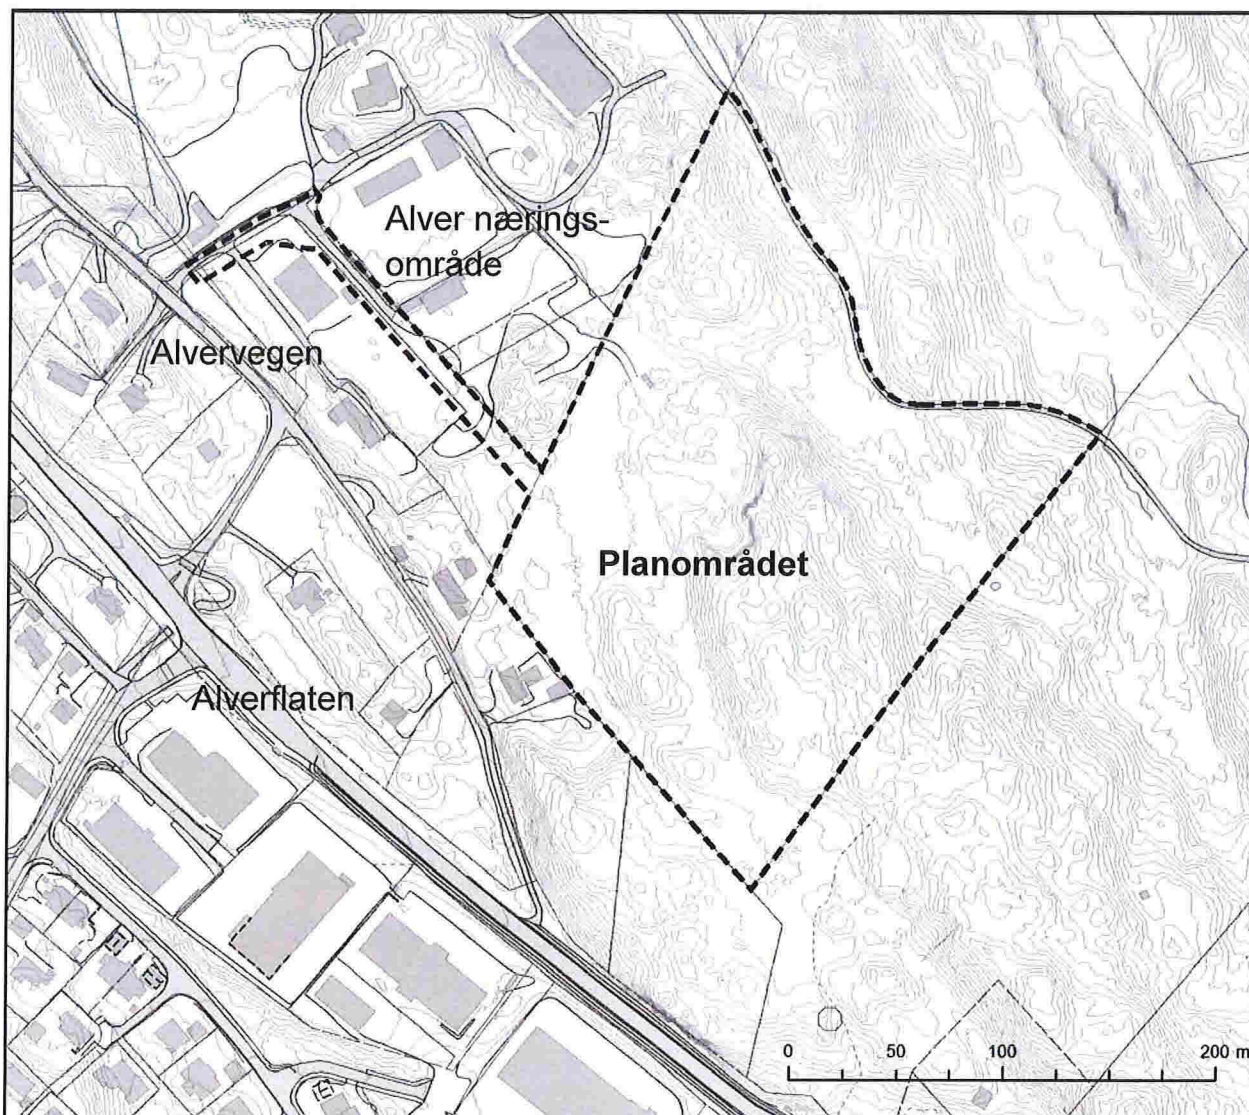 Alver nærings-
område
Alvervegen
Planområdet
Alverflaten
0 50 100 200 m